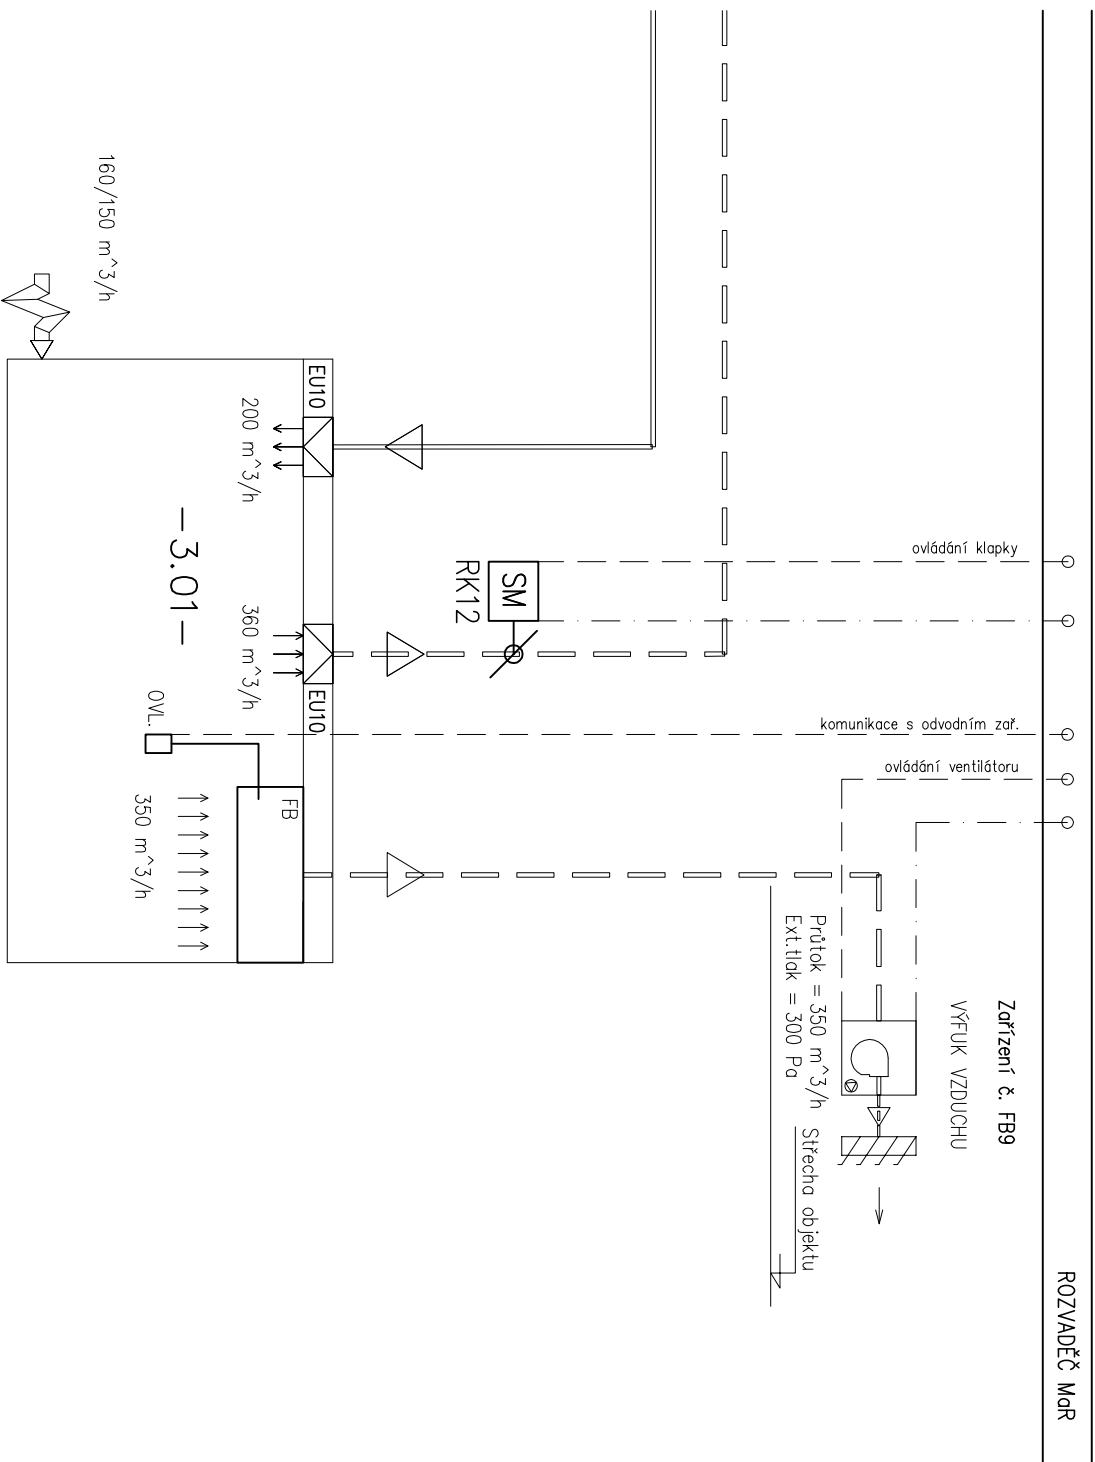 ROZVADĚČ MaR
ovládání klapky
komunikace s odvodním zař.
ovládání ventilátoru
Zařízení č. FB9
VÝFUK VZDUCHU
Průtok = 350 m^3/h
Ext.tlak = 300 Pa
Střecha objektu
SM
RK12
EU10
200 m^3/h
160/150 m^3/h
-3.01-
360 m^3/h
EU10
OVL.
FB
350 m^3/h